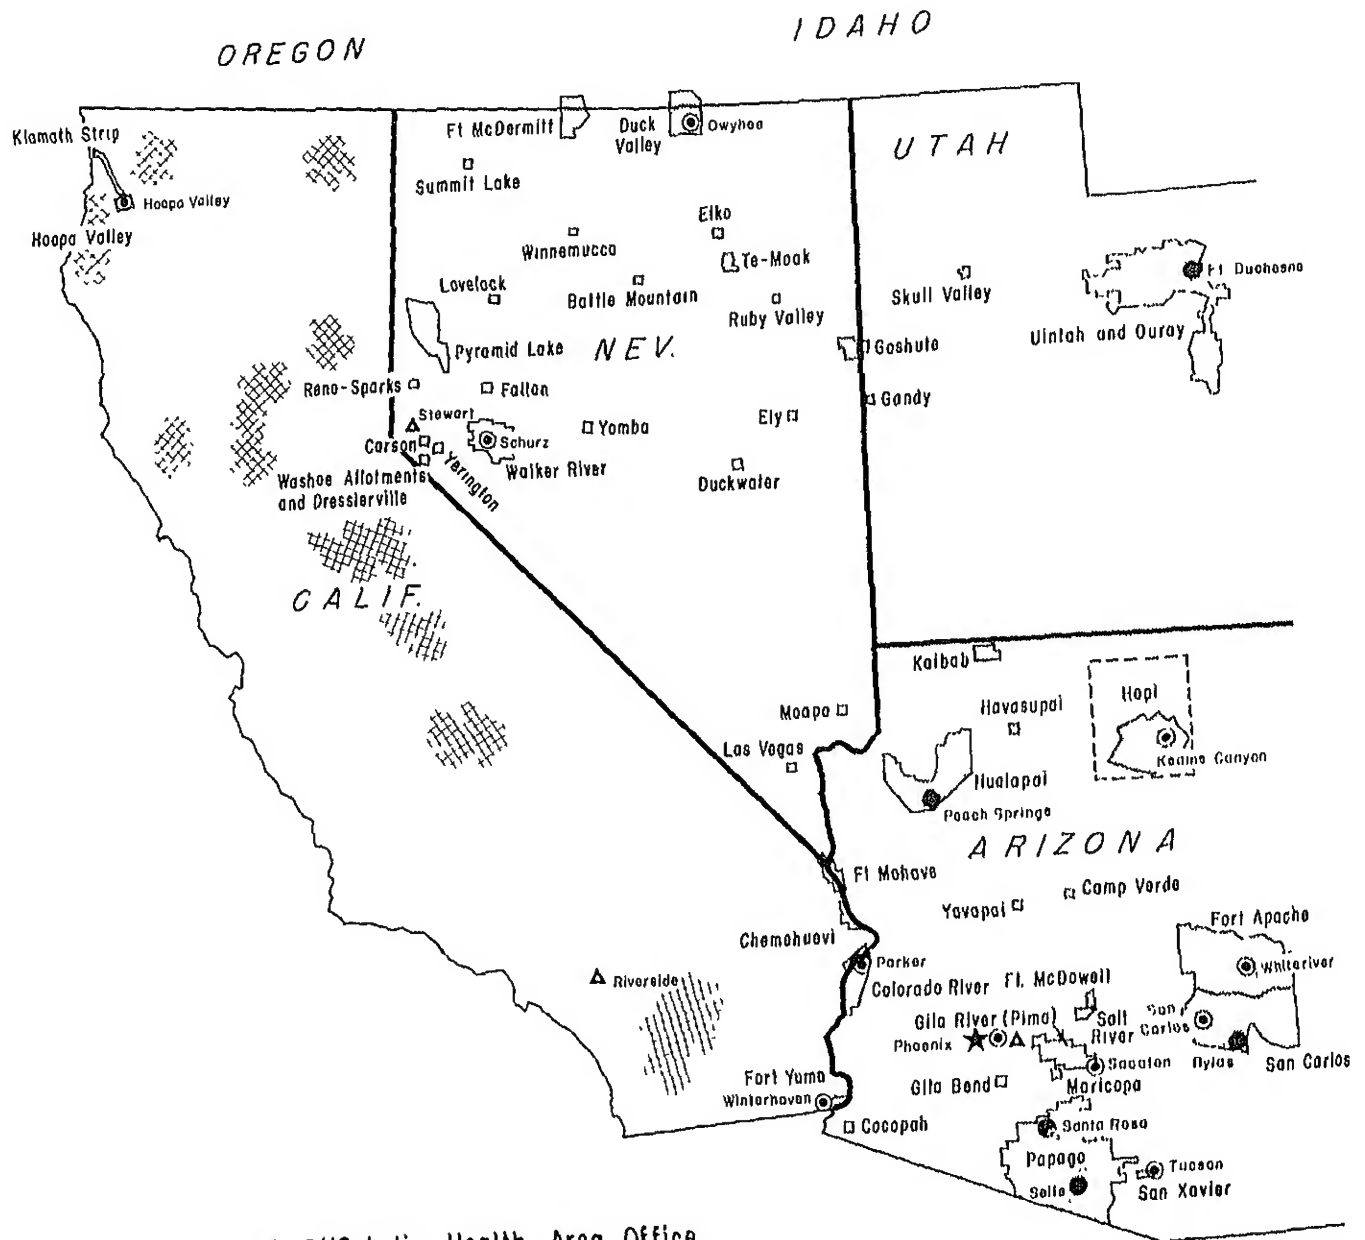 OREGON
IDAHO
Klamath Strip
Ft McDermitt
Duck
Valley
Owyhee
UTAH
Summit Lake
Hoopa Valley
Hoopa Valley
Elko
Winnemucca
Te-Moak
Lovelock
Battle Mountain
Ruby Valley
Skull Valley
Ft Duchesne
Uintah and Ouray
Pyramid Lake
NEV.
Goshute
Reno-Sparks
Fallon
Gandy
Stewart
Ely
Yomba
Carson
Schurz
Walker River
Yerington
Washoe Allotments
and Dresslerville
Duckwater
CALIF.
Kaibab
Moapa
Havasupai
Hopi
Las Vegas
Keams Canyon
Hualapai
Peach Springs
ARIZONA
Ft Mohave
Camp Verde
Yavapai
Fort Apache
Chemehuevi
Parker
Whiteriver
Riverside
Colorado River
Ft. McDowell
Gila River (Pima)
Salt
River
San
Carlos
Phoenix
Sacaton
Bylas
San Carlos
Fort Yuma
Gila Bend
Maricopa
Winterhaven
Cocopah
Santa Rosa
Papago
Tucson
Sells
San Xavier
Indian Health Area Office